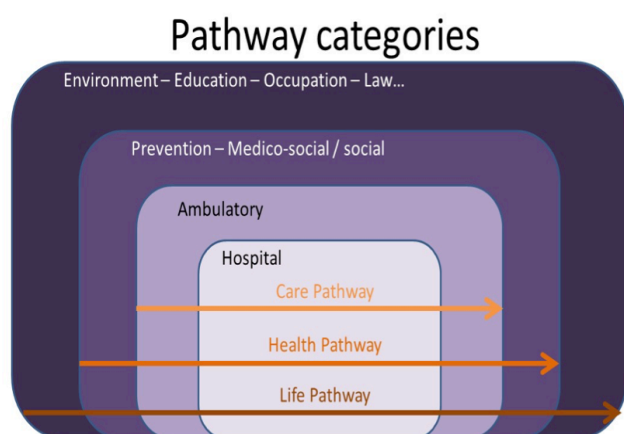 Pathway categories
Environment – Education – Occupation – Law...
Prevention – Medico-social / social
Ambulatory
Hospital
Care Pathway
Health Pathway
Life Pathway